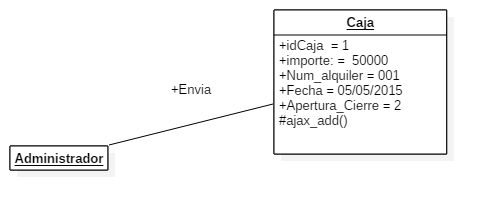 Caja
+idCaja  = 1
+importe: =  50000
+Num_alquiler = 001
+Fecha = 05/05/2015
+Apertura_Cierre = 2
#ajax_add()
+Envia
Administrador